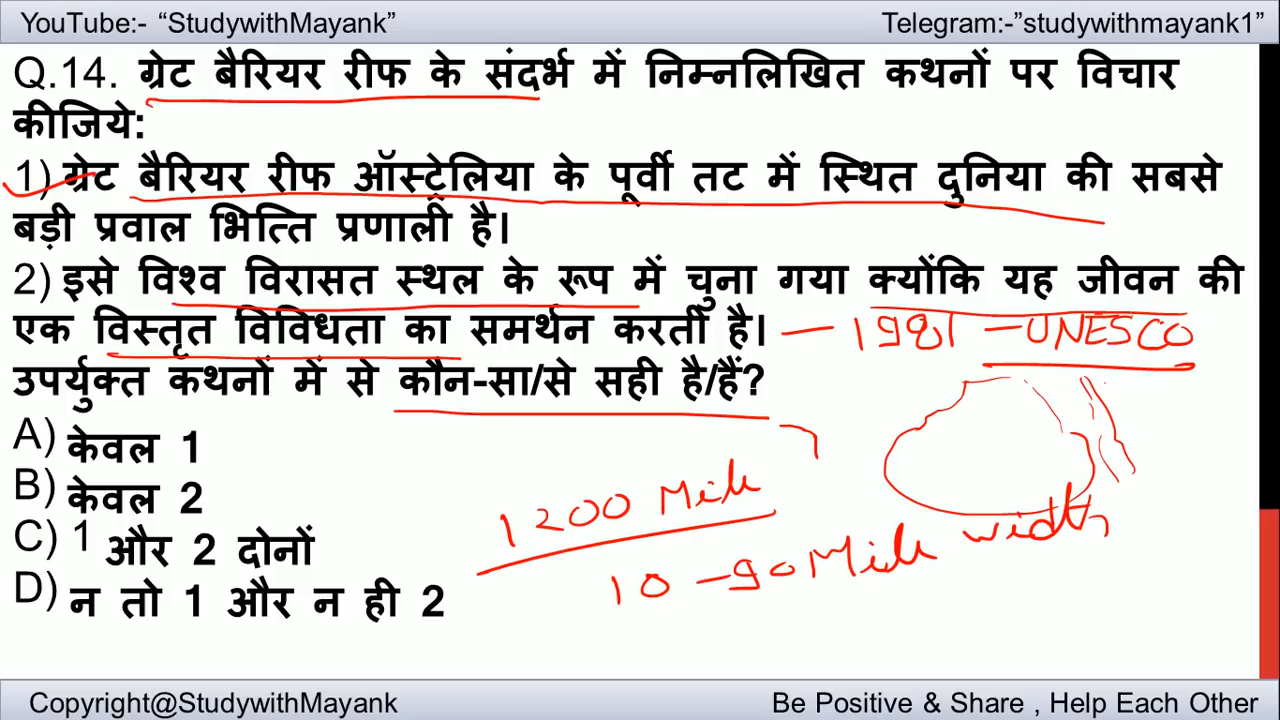 YouTube:- “StudywithMayank”
Telegram:-”studywithmayank1”
Q.14. ग्रेट बैरियर रीफ के संदर्भ में निम्नलिखित कथनों पर विचार
कीजिये:
1) ग्रेट बैरियर रीफ ऑस्ट्रेलिया के पूर्वी तट में स्थित दुनिया की सबसे
बड़ी प्रवाल भित्ति प्रणाली है।
2) इसे विश्व विरासत स्थल के रूप में चुना गया क्योंकि यह जीवन की
एक विस्तृत विविधता का समर्थन करती है। – 1981 – UNESCO
उपर्युक्त कथनों में से कौन-सा/से सही है/हैं?
A) केवल 1
B) केवल 2
C) 1 और 2 दोनों
D) न तो 1 और न ही 2
1200 Mile
10 – 90 Mile width
Copyright@StudywithMayank
Be Positive & Share , Help Each Other